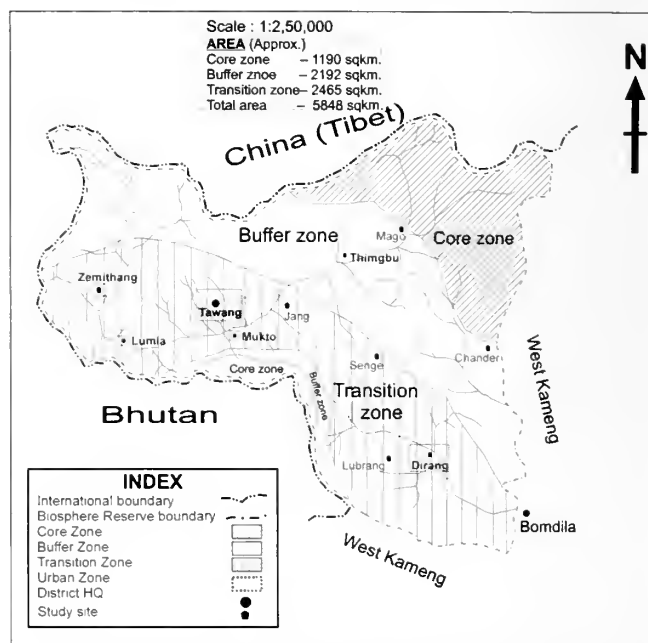 Scale : 1:2,50,000
AREA (Approx.)
Core zone – 1190 sqkm.
Buffer znoe – 2192 sqkm.
Transition zone– 2465 sqkm.
Total area – 5848 sqkm.
N
China (Tibet)
Buffer zone
Mago
Core zone
Thimgbu
Zemithang
Tawang
Jang
Lumla
Mukto
Senge
Chander
Core zone
Buffer zone
Transition
zone
West Kameng
Bhutan
Lubrang
Dirang
Bomdila
West Kameng
INDEX
International boundary
Biosphere Reserve boundary
Core Zone
Buffer Zone
Transition Zone
Urban Zone
District HQ
Study site